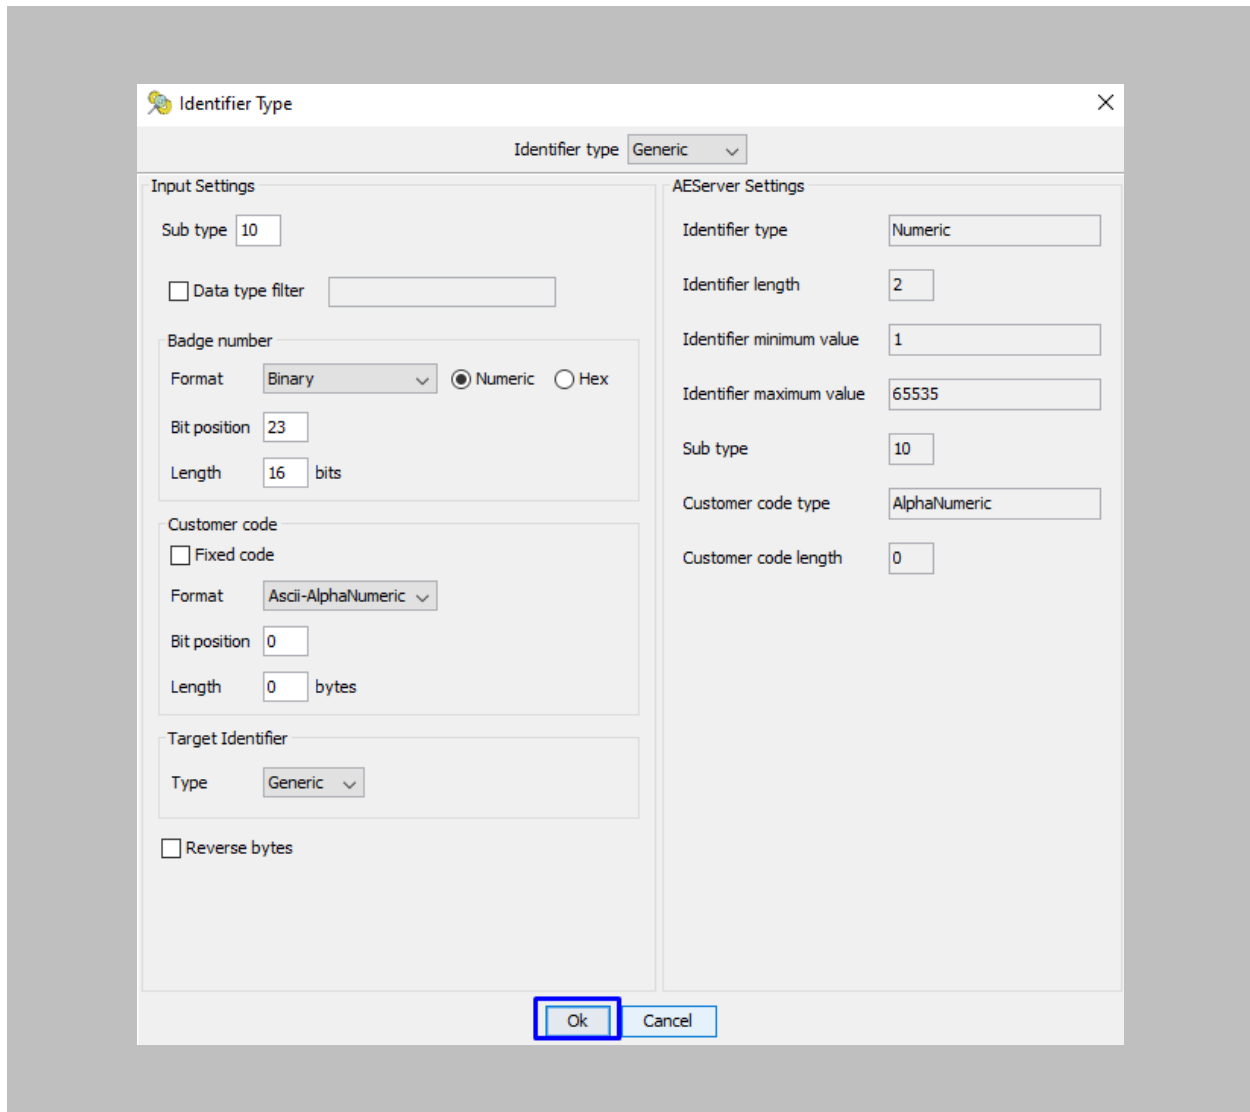 Identifier Type
Identifier type Generic
Input Settings
Sub type 10
Data type filter
Badge number
Format Binary Numeric Hex
Bit position 23
Length 16 bits
Customer code
Fixed code
Format Ascii-AlphaNumeric
Bit position 0
Length 0 bytes
Target Identifier
Type Generic
Reverse bytes
AEServer Settings
Identifier type Numeric
Identifier length 2
Identifier minimum value 1
Identifier maximum value 65535
Sub type 10
Customer code type AlphaNumeric
Customer code length 0
Ok Cancel